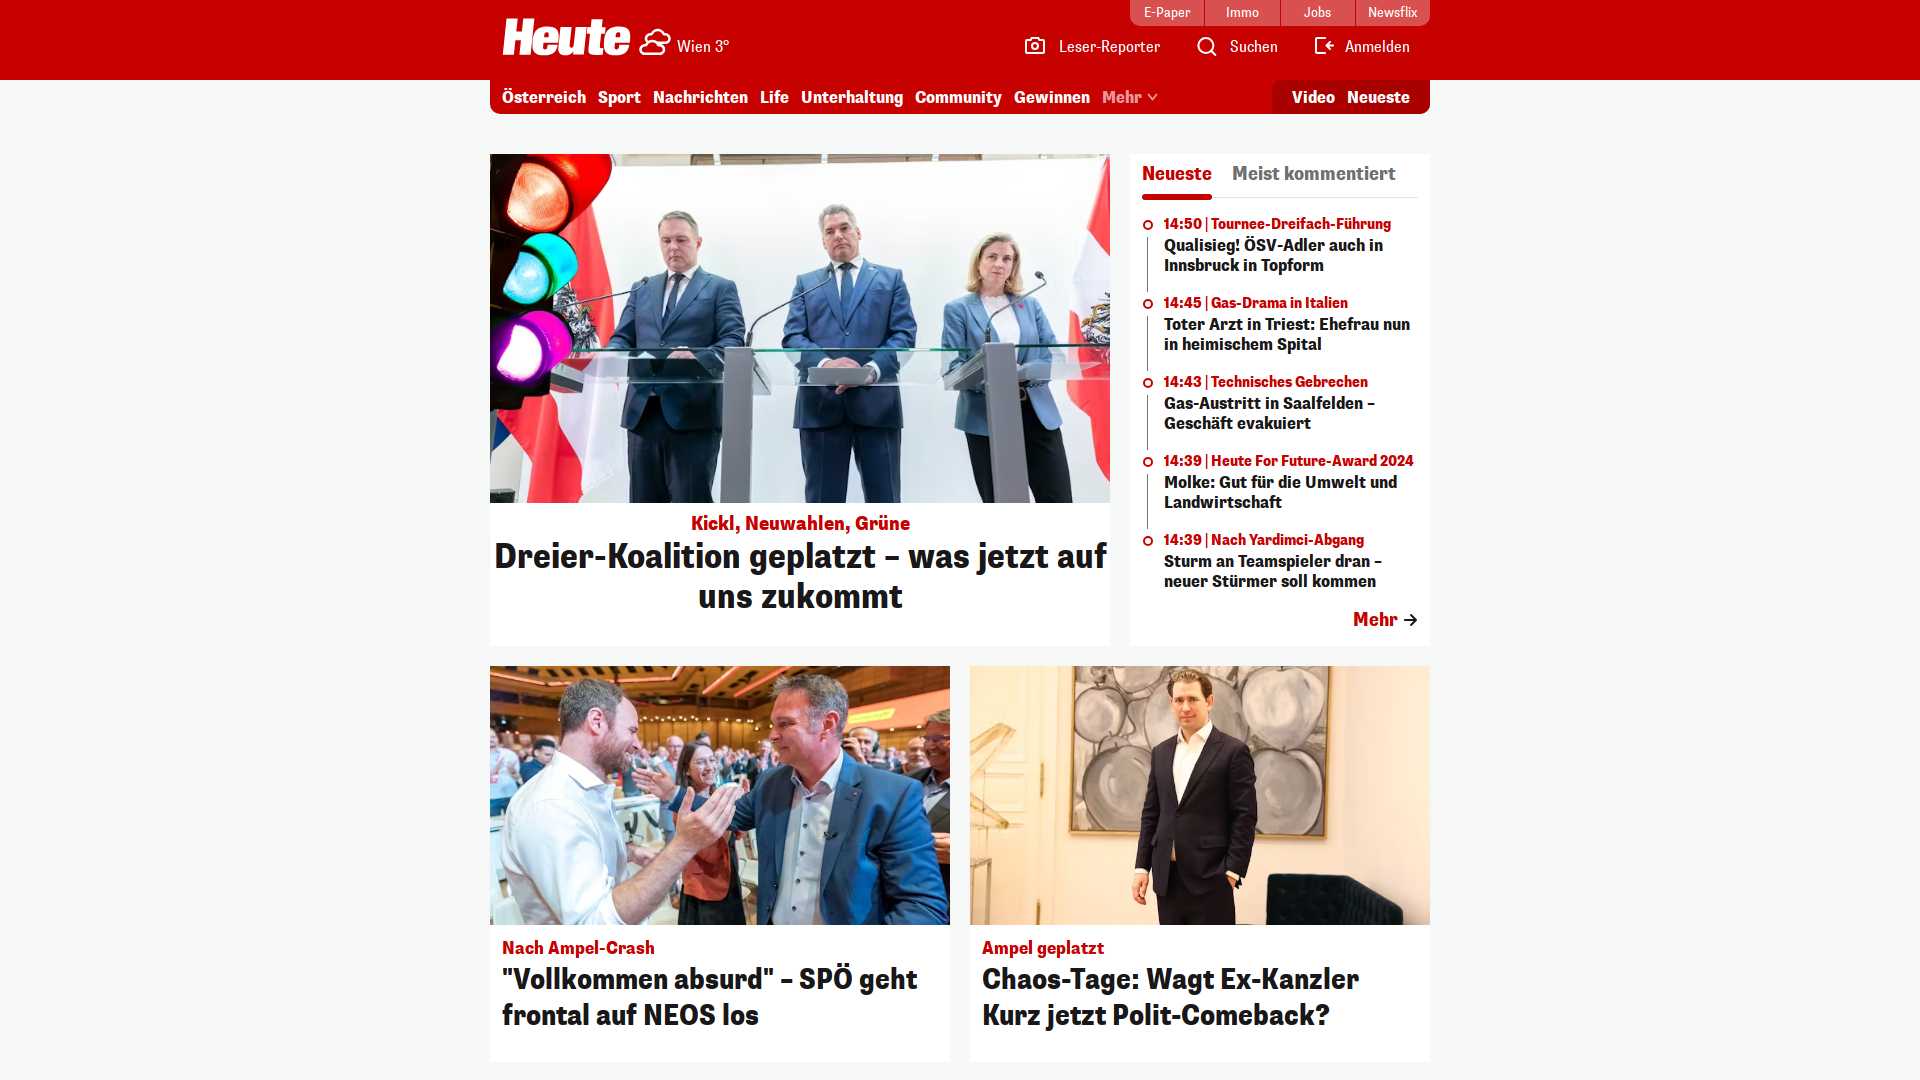 E-Paper
Immo
Jobs
Newsflix
Heute
Wien 3°
Leser-Reporter
Suchen
Anmelden
Österreich
Sport
Nachrichten
Life
Unterhaltung
Community
Gewinnen
Mehr
Video
Neueste
Kickl, Neuwahlen, Grüne
Dreier-Koalition geplatzt – was jetzt auf
uns zukommt
Neueste
Meist kommentiert
14:50 | Tournee-Dreifach-Führung
Qualisieg! ÖSV-Adler auch in
Innsbruck in Topform
14:45 | Gas-Drama in Italien
Toter Arzt in Triest: Ehefrau nun
in heimischem Spital
14:43 | Technisches Gebrechen
Gas-Austritt in Saalfelden –
Geschäft evakuiert
14:39 | Heute For Future-Award 2024
Molke: Gut für die Umwelt und
Landwirtschaft
14:39 | Nach Yardimci-Abgang
Sturm an Teamspieler dran –
neuer Stürmer soll kommen
Mehr
Nach Ampel-Crash
"Vollkommen absurd" – SPÖ geht
frontal auf NEOS los
Ampel geplatzt
Chaos-Tage: Wagt Ex-Kanzler
Kurz jetzt Polit-Comeback?